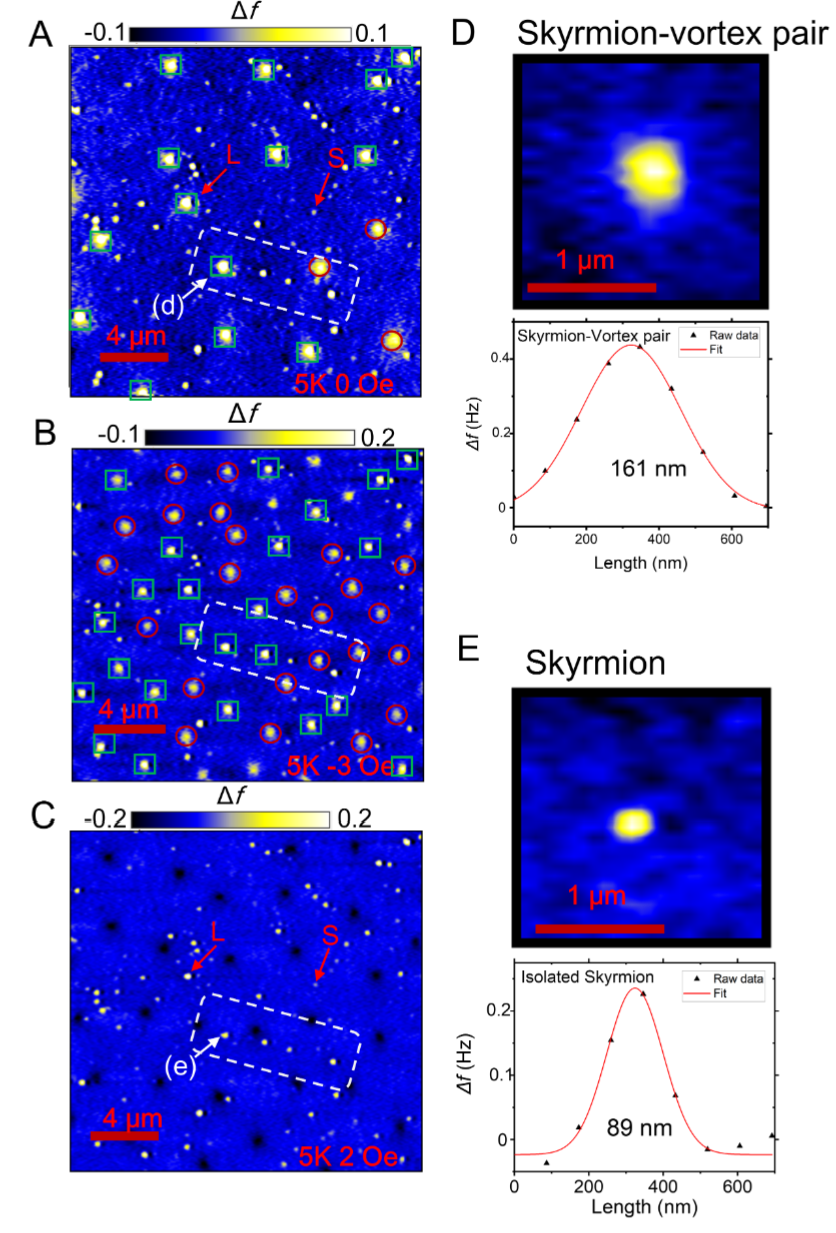 A
Δf
-0.1
0.1
L
S
(d)
4 μm
5K 0 Oe
B
Δf
-0.1
0.2
4 μm
5K -3 Oe
C
Δf
-0.2
0.2
L
S
(e)
4 μm
5K 2 Oe
D
Skyrmion-vortex pair
1 μm
Skyrmion-Vortex pair
Raw data
Fit
0.4
0.2
0
Δf (Hz)
161 nm
0 200 400 600
Length (nm)
E
Skyrmion
1 μm
Isolated Skyrmion
Raw data
Fit
0.2
0.1
0
Δf (Hz)
89 nm
0 200 400 600
Length (nm)